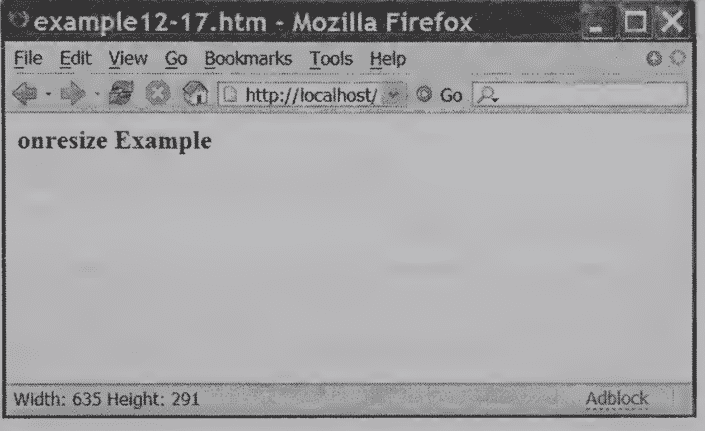 example12-17.htm - Mozilla Firefox
File Edit View Go Bookmarks Tools Help
http://localhost/ Go
onresize Example
Width: 635 Height: 291 Adblock